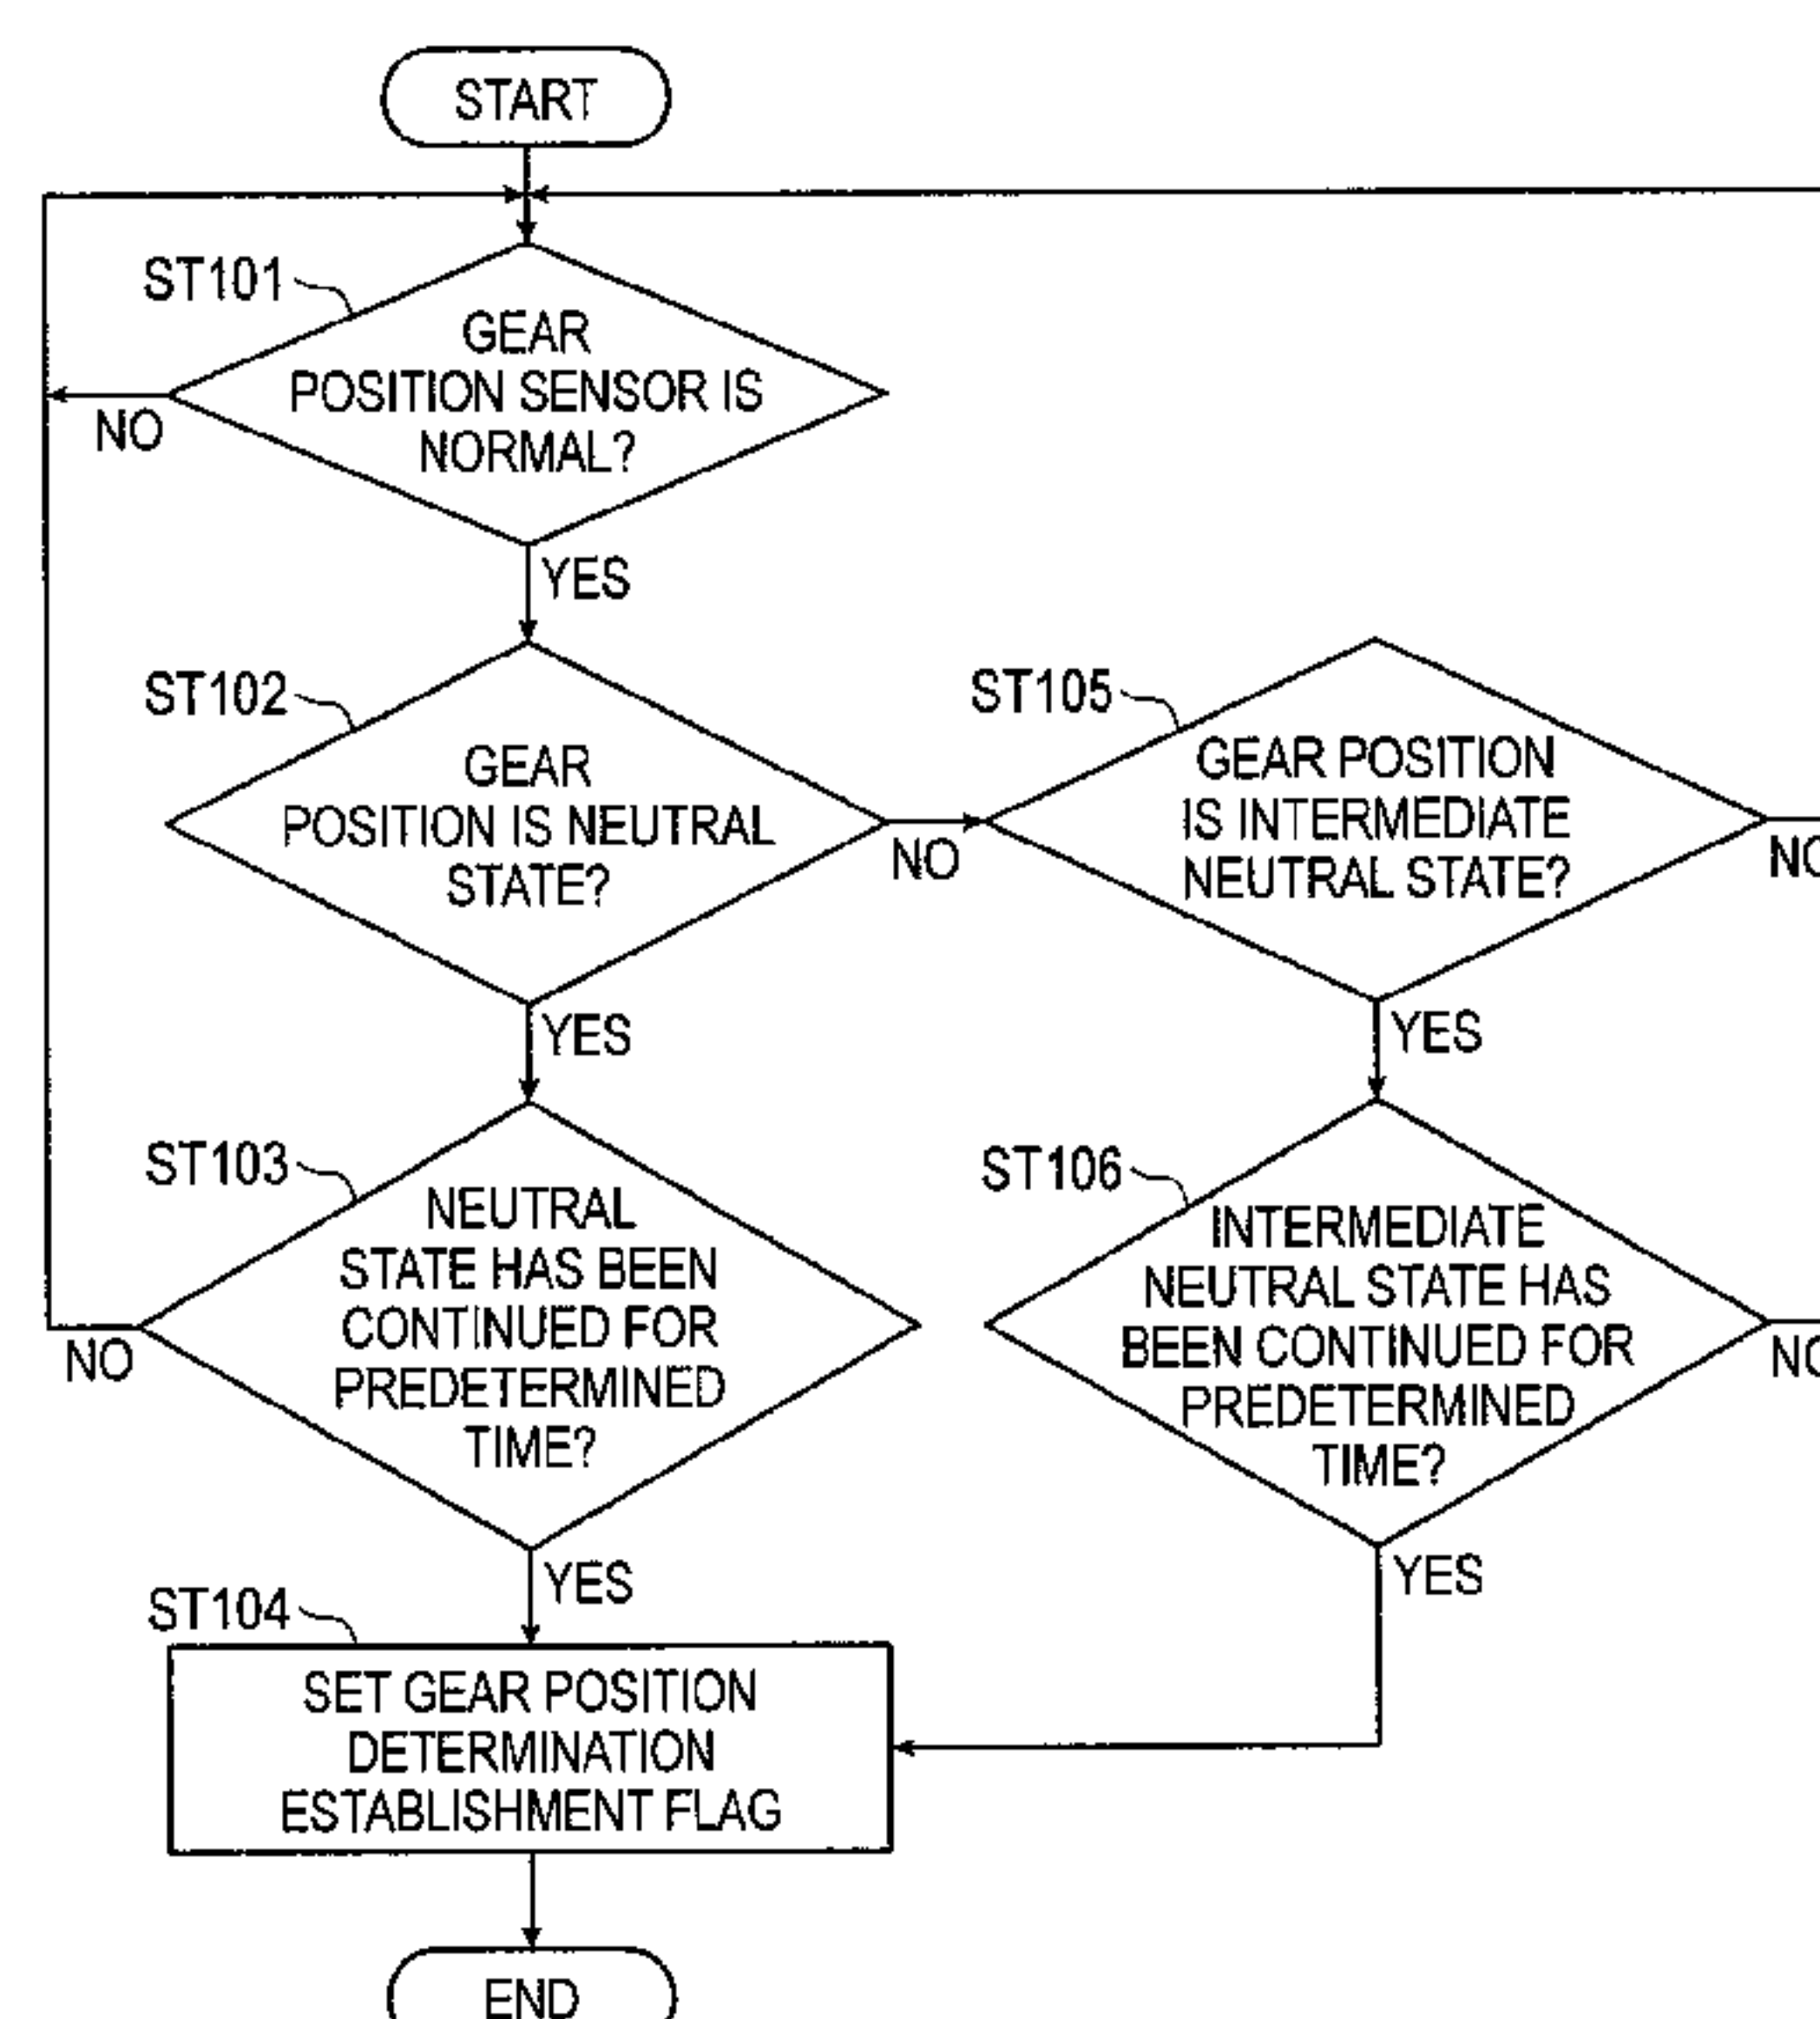 START
ST101
GEAR
POSITION SENSOR IS
NORMAL?
NO
YES
ST102
GEAR
POSITION IS NEUTRAL
STATE?
NO
YES
ST105
GEAR POSITION
IS INTERMEDIATE
NEUTRAL STATE?
NO
YES
ST103
NEUTRAL
STATE HAS BEEN
CONTINUED FOR
PREDETERMINED
TIME?
NO
YES
ST106
INTERMEDIATE
NEUTRAL STATE HAS
BEEN CONTINUED FOR
PREDETERMINED
TIME?
NO
YES
ST104
SET GEAR POSITION
DETERMINATION
ESTABLISHMENT FLAG
END